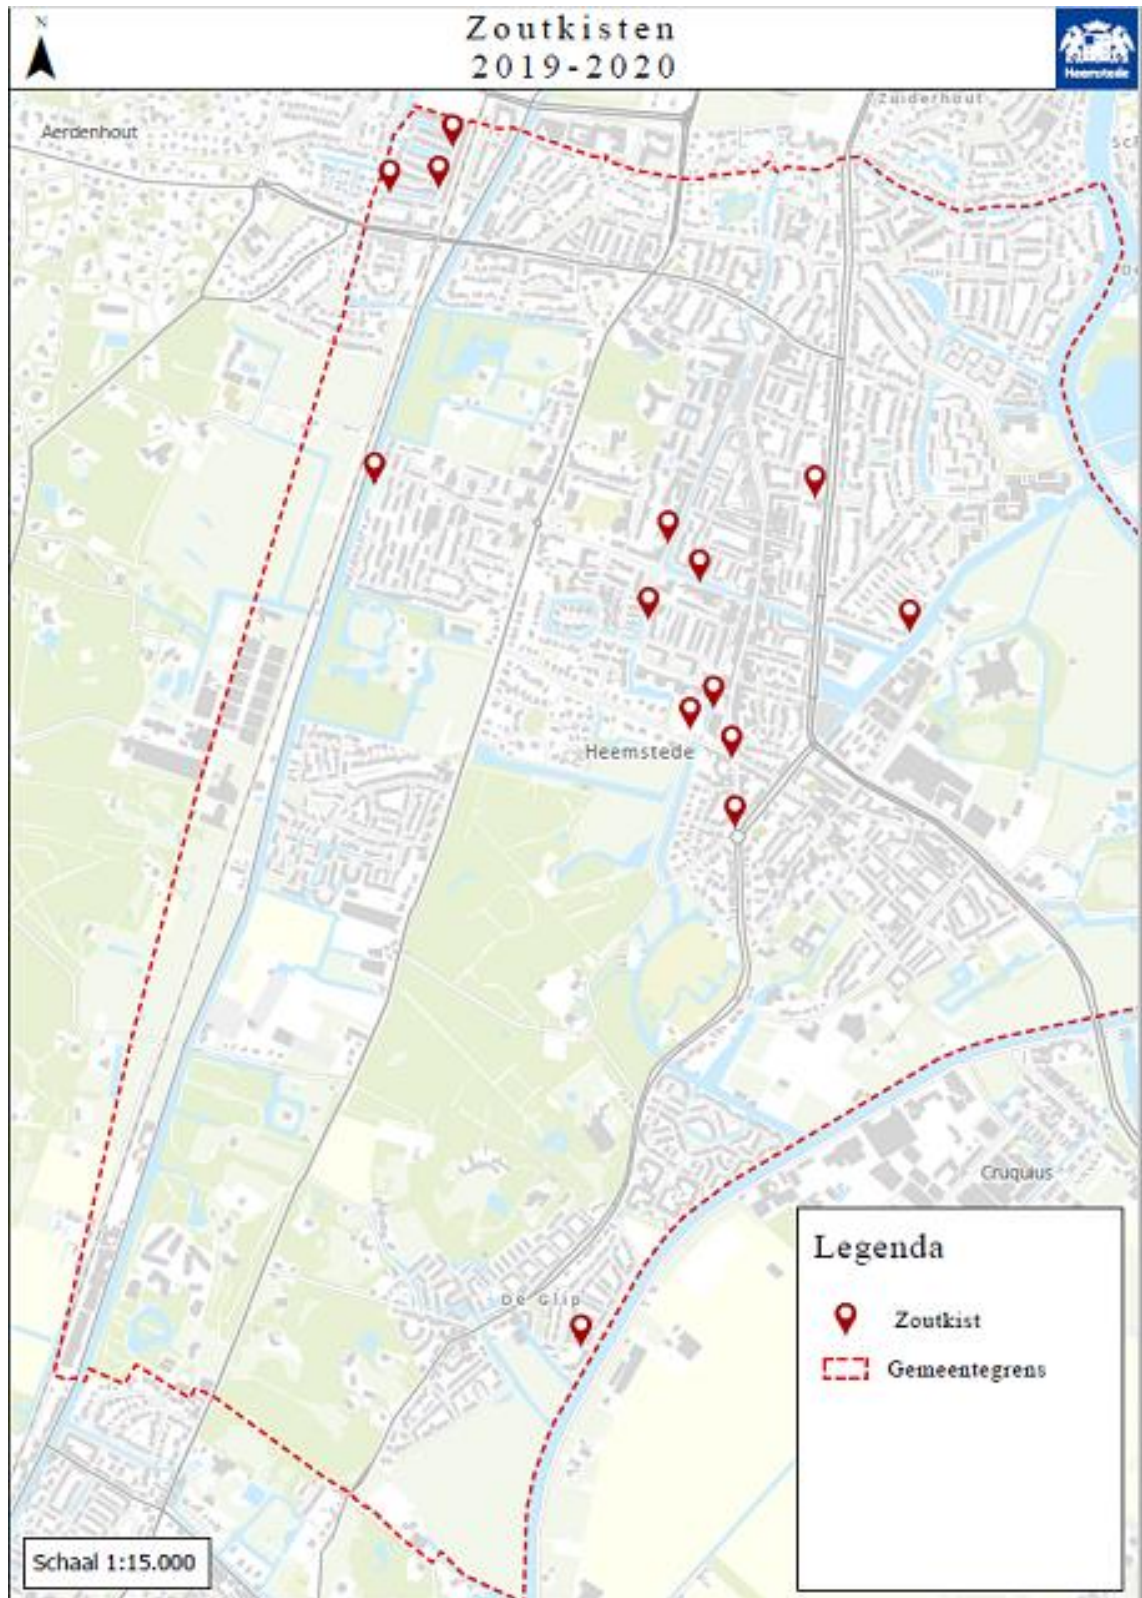 N
Zoutkisten
2019-2020
Heemstede
Zuiderhout
Aerdenhout
Heemstede
Cruquius
De Glip
Legenda
Zoutkist
Gemeentegrens
Schaal 1:15.000